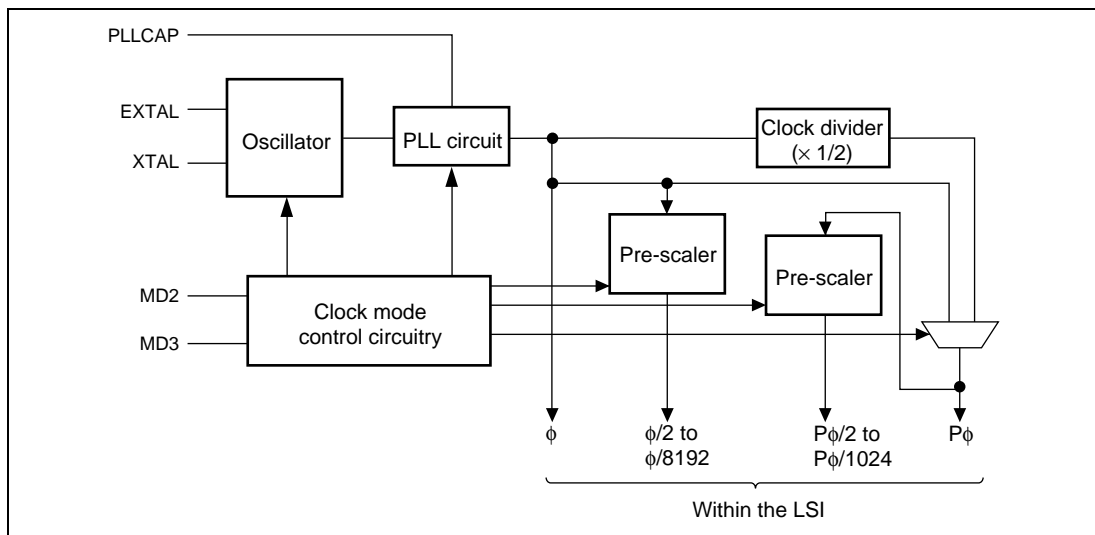 PLLCAP
EXTAL
XTAL
Oscillator
PLL circuit
Clock divider
(× 1/2)
Pre-scaler
Pre-scaler
MD2
MD3
Clock mode
control circuitry
ϕ
ϕ/2 to
ϕ/8192
Pϕ/2 to
Pϕ/1024
Pϕ
Within the LSI